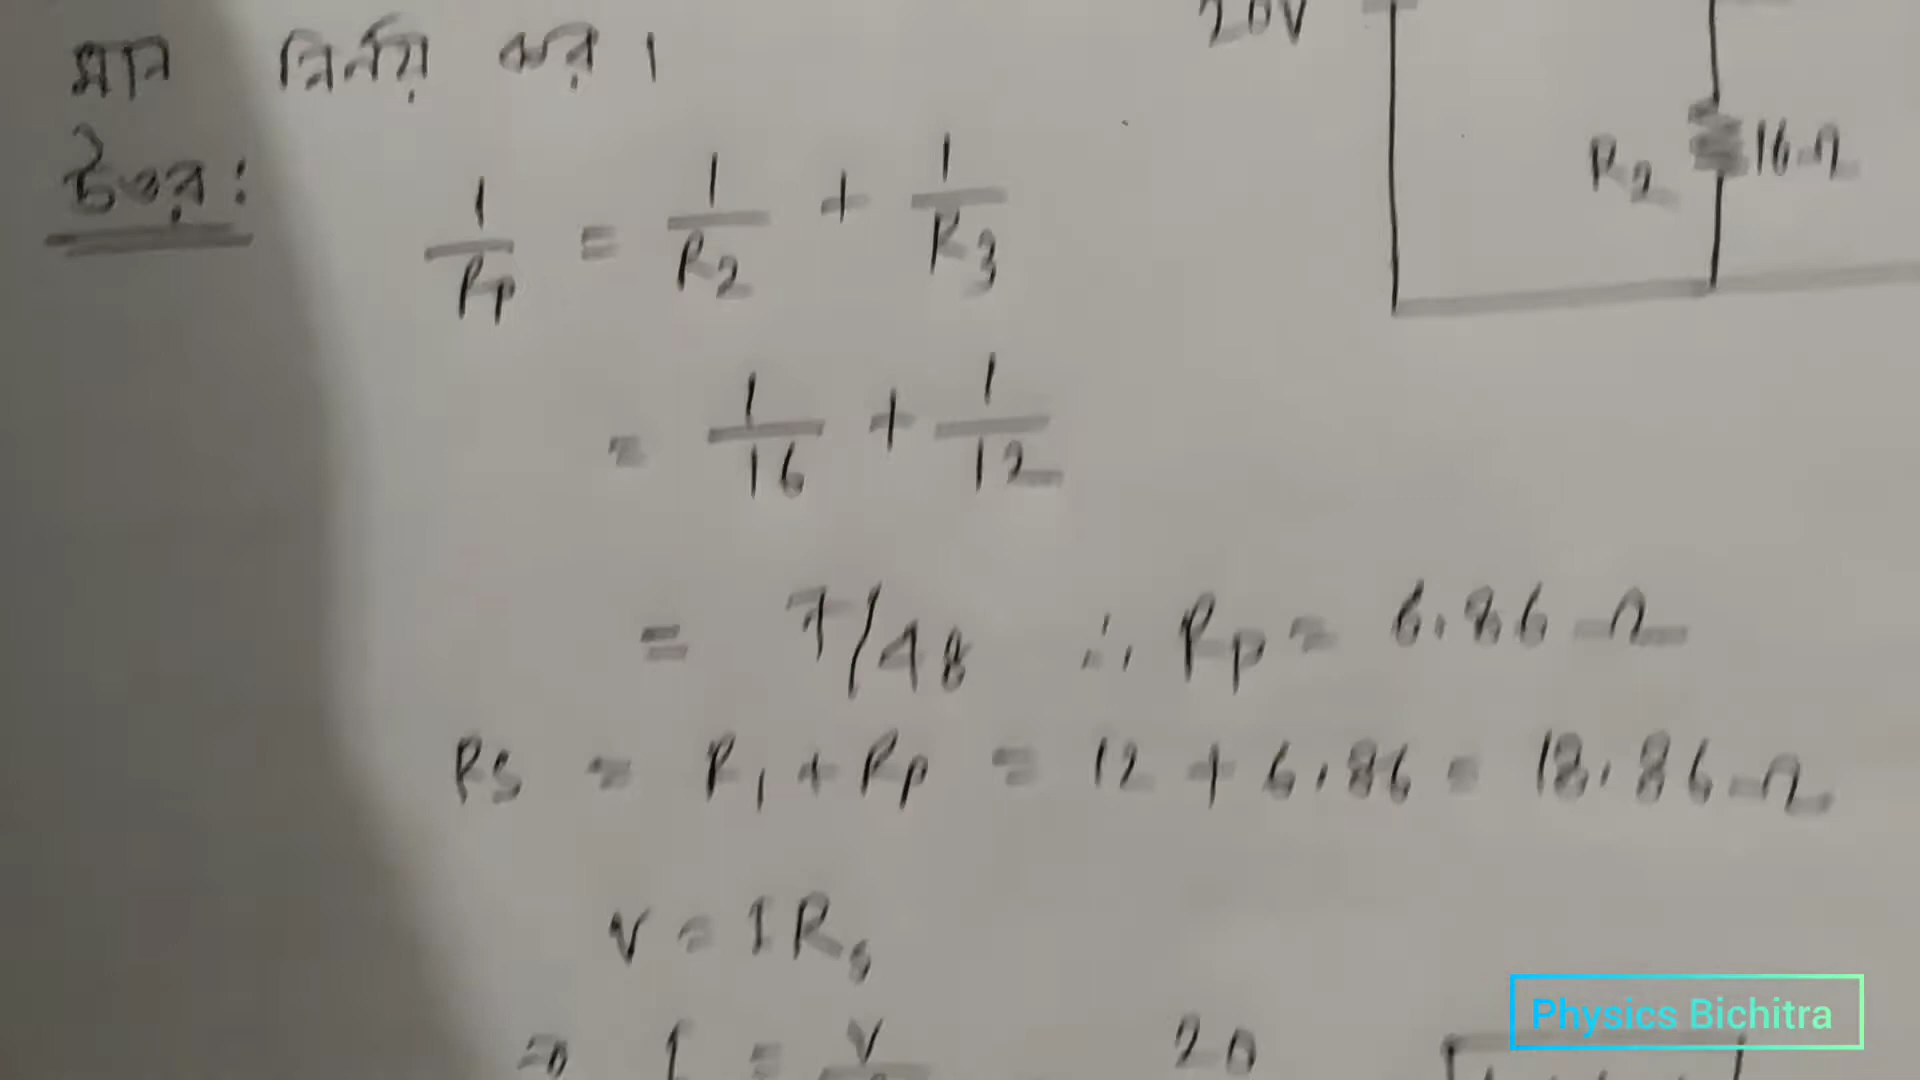 মান নির্ণয় কর।
20V
R2 16Ω
উত্তর:
1/Rp = 1/R2 + 1/R3
= 1/16 + 1/12
= 7/48 ∴ Rp = 6.86 Ω
Rs = R1 + Rp = 12 + 6.86 = 18.86 Ω
V = IRs
⇒ I = V 20
Physics Bichitra